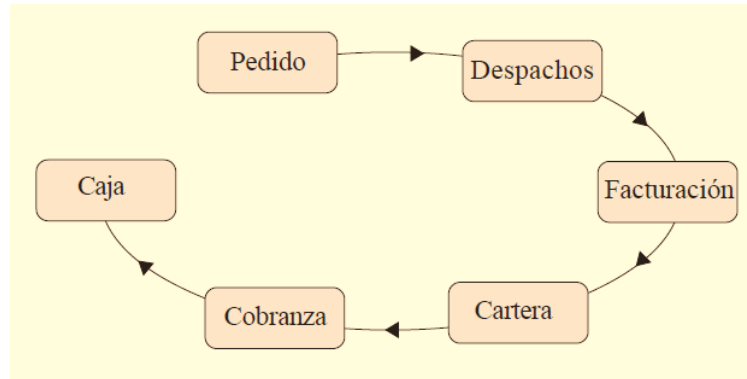 Pedido
Despachos
Facturación
Cartera
Cobranza
Caja